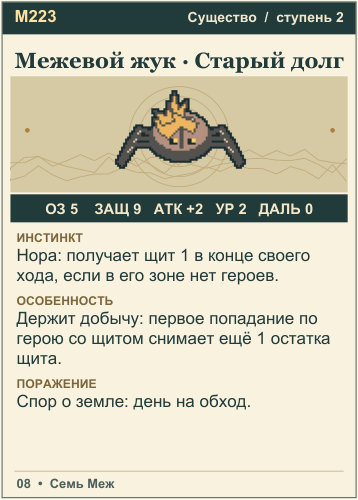 M223
Существо / ступень 2
Межевой жук · Старый долг
ОЗ 5 ЗАЩ 9 АТК +2 УР 2 ДАЛЬ 0
ИНСТИНКТ
Нора: получает щит 1 в конце своего
хода, если в его зоне нет героев.
ОСОБЕННОСТЬ
Держит добычу: первое попадание по
герою со щитом снимает ещё 1 остатка
щита.
ПОРАЖЕНИЕ
Спор о земле: день на обход.
08 • Семь Меж